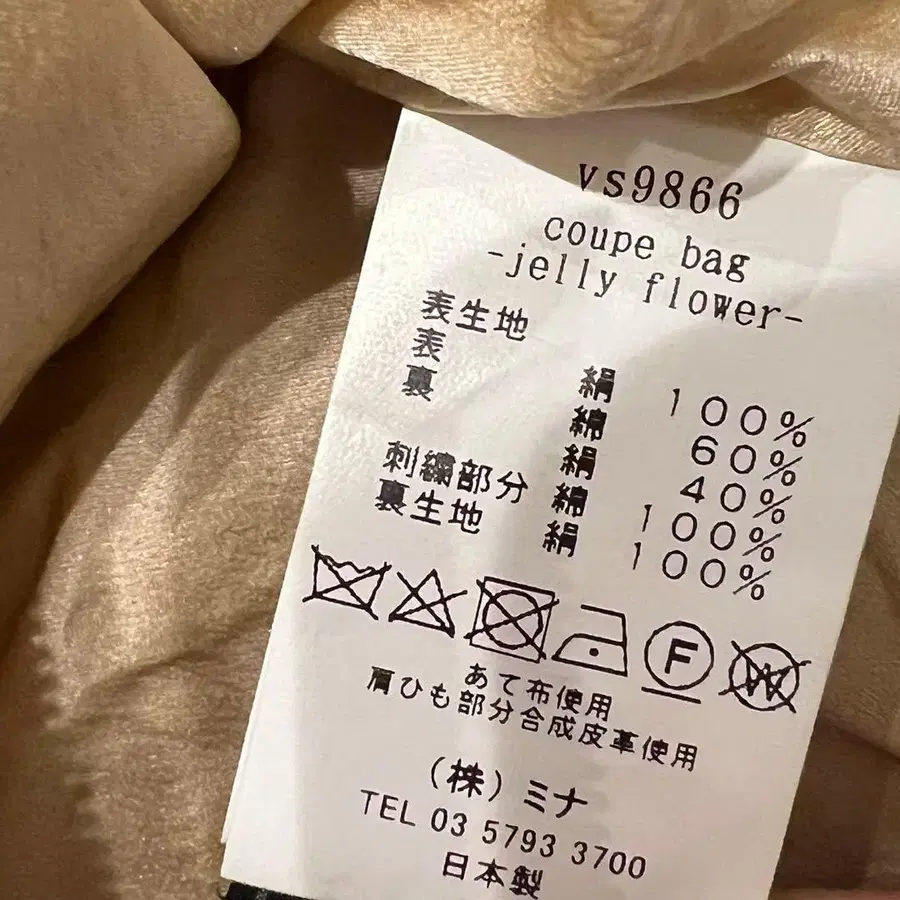 vs9866
coupe bag
-jelly flower-
表生地
表 絹 100%
裏 綿 60%
絹 40%
刺繍部分 綿 100%
裏生地 絹 100%
F
W
あて布使用
肩ひも部分合成皮革使用
(株)ミナ
TEL 03 5793 3700
日本製